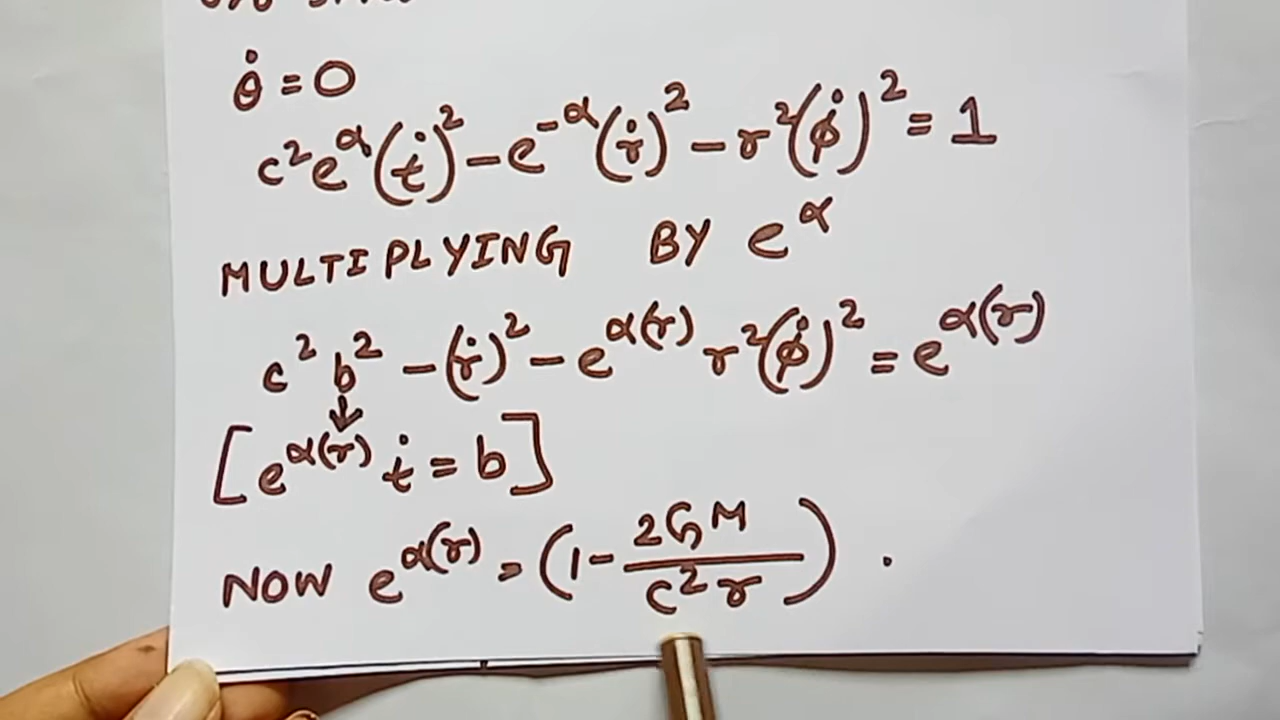 θ̇ = 0
c²e^α(ṫ)² − e^−α(ṙ)² − r²(ϕ̇)² = 1
MULTIPLYING BY e^α
c²b² − (ṙ)² − e^α(r) r²(ϕ̇)² = e^α(r)
↓
[e^α(r) ṫ = b]
NOW e^α(r) = (1 − 2GM/c²r) .